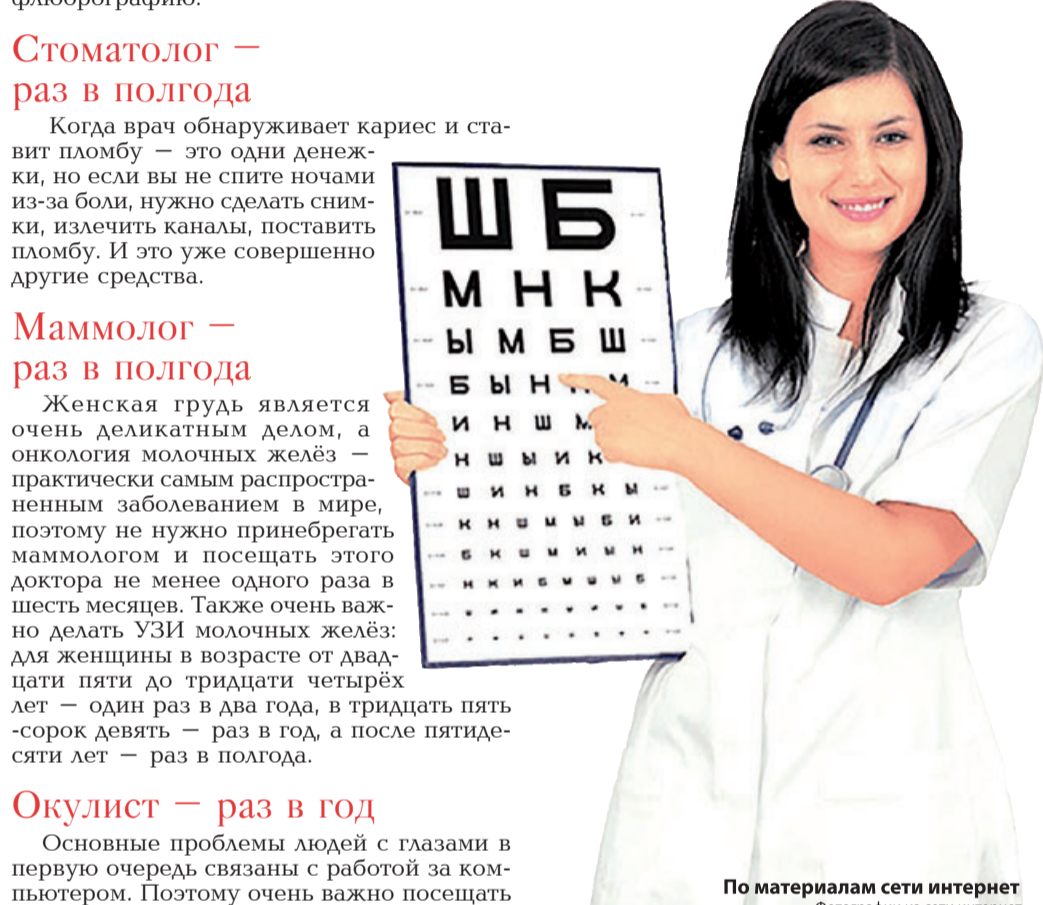 флюорографию.
Стоматолог —
раз в полгода
Когда врач обнаруживает кариес и ста-
вит пломбу — это одни денеж-
ки, но если вы не спите ночами
из-за боли, нужно сделать сним-
ки, излечить каналы, поставить
пломбу. И это уже совершенно
другие средства.
Маммолог —
раз в полгода
Женская грудь является
очень деликатным делом, а
онкология молочных желёз —
практически самым распростра-
ненным заболеванием в мире,
поэтому не нужно принебрегать
маммологом и посещать этого
доктора не менее одного раза в
шесть месяцев. Также очень важ-
но делать УЗИ молочных желёз:
для женщины в возрасте от двад-
цати пяти до тридцати четырёх
лет — один раз в два года, в тридцать пять
-сорок девять — раз в год, а после пятиде-
сяти лет — раз в полгода.
Окулист — раз в год
Основные проблемы людей с глазами в
первую очередь связаны с работой за ком-
пьютером. Поэтому очень важно посещать
Ш Б
М Н К
Ы М Б Ш
Б Ы Н
И Н Ш М
Н Ш Ы И К
Ш И Н Б К Ы
К Н Ш М Ы Б И
Б К Ш М И Ы Н
Н К И Б М Ш Ы Б
По материалам сети интернет